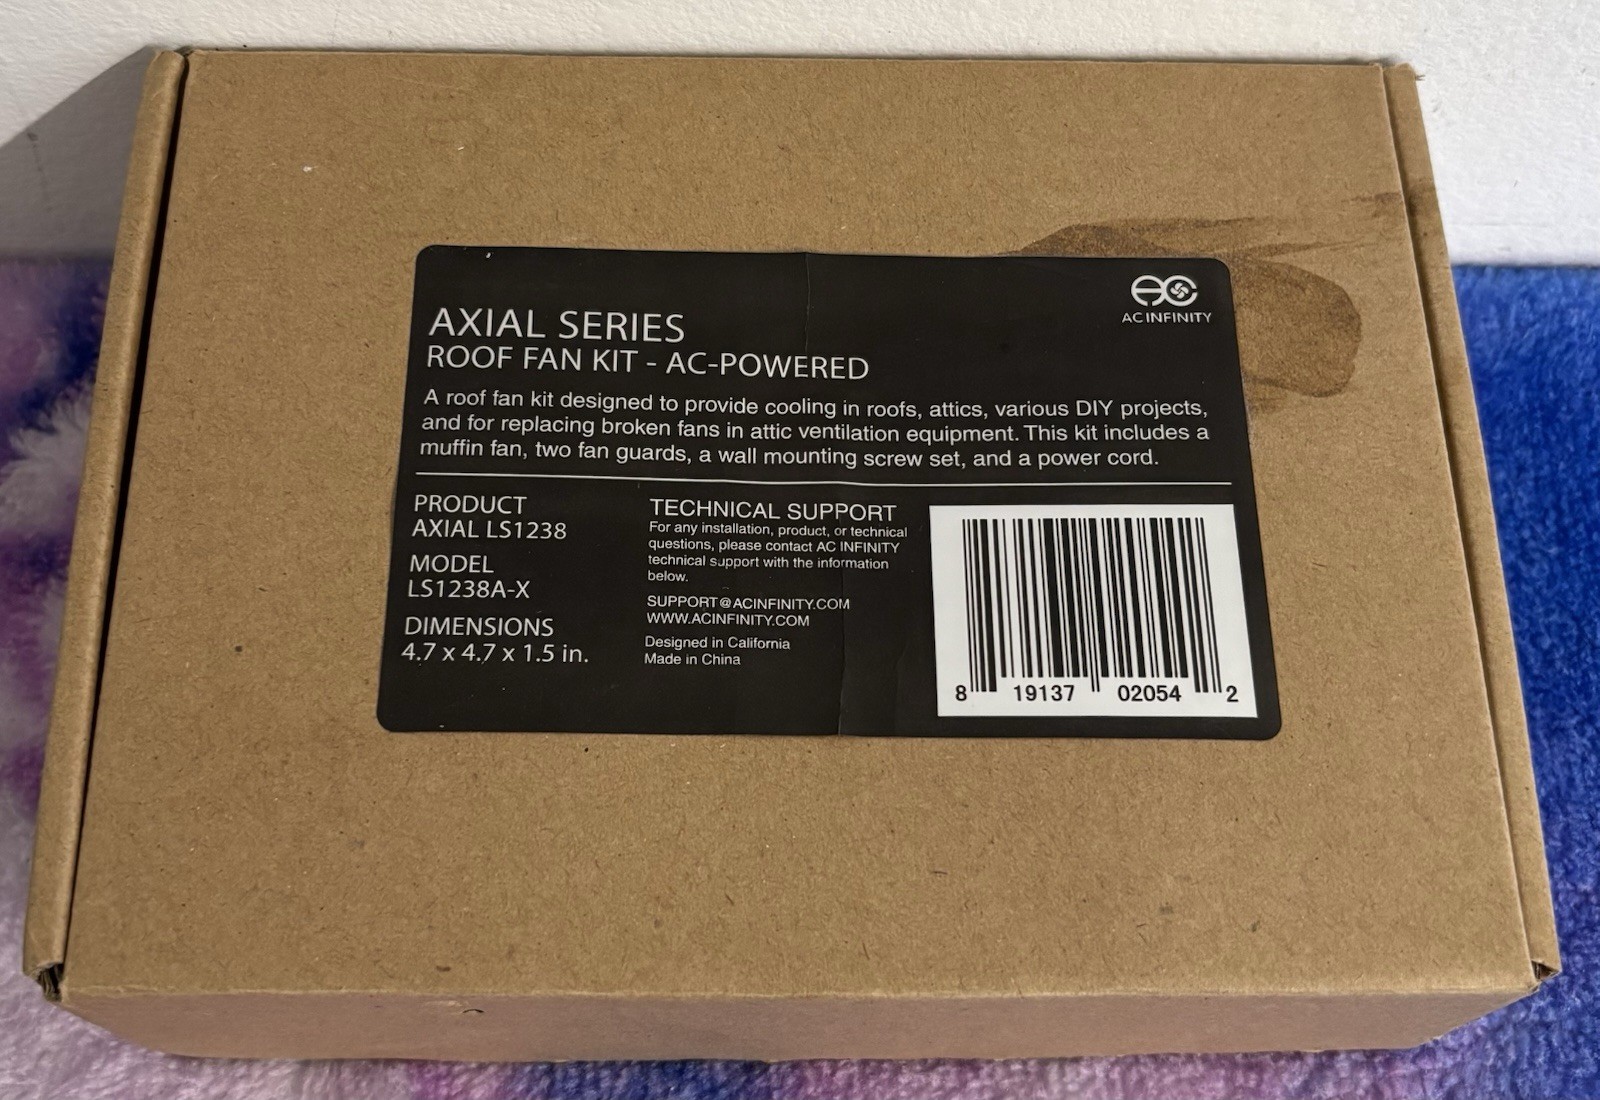 AC INFINITY
AXIAL SERIES
ROOF FAN KIT - AC-POWERED
A roof fan kit designed to provide cooling in roofs, attics, various DIY projects,
and for replacing broken fans in attic ventilation equipment. This kit includes a
muffin fan, two fan guards, a wall mounting screw set, and a power cord.
PRODUCT
AXIAL LS1238
MODEL
LS1238A-X
DIMENSIONS
4.7 x 4.7 x 1.5 in.
TECHNICAL SUPPORT
For any installation, product, or technical
questions, please contact AC INFINITY
technical support with the information
below.
SUPPORT@ACINFINITY.COM
WWW.ACINFINITY.COM
Designed in California
Made in China
8 19137 02054 2